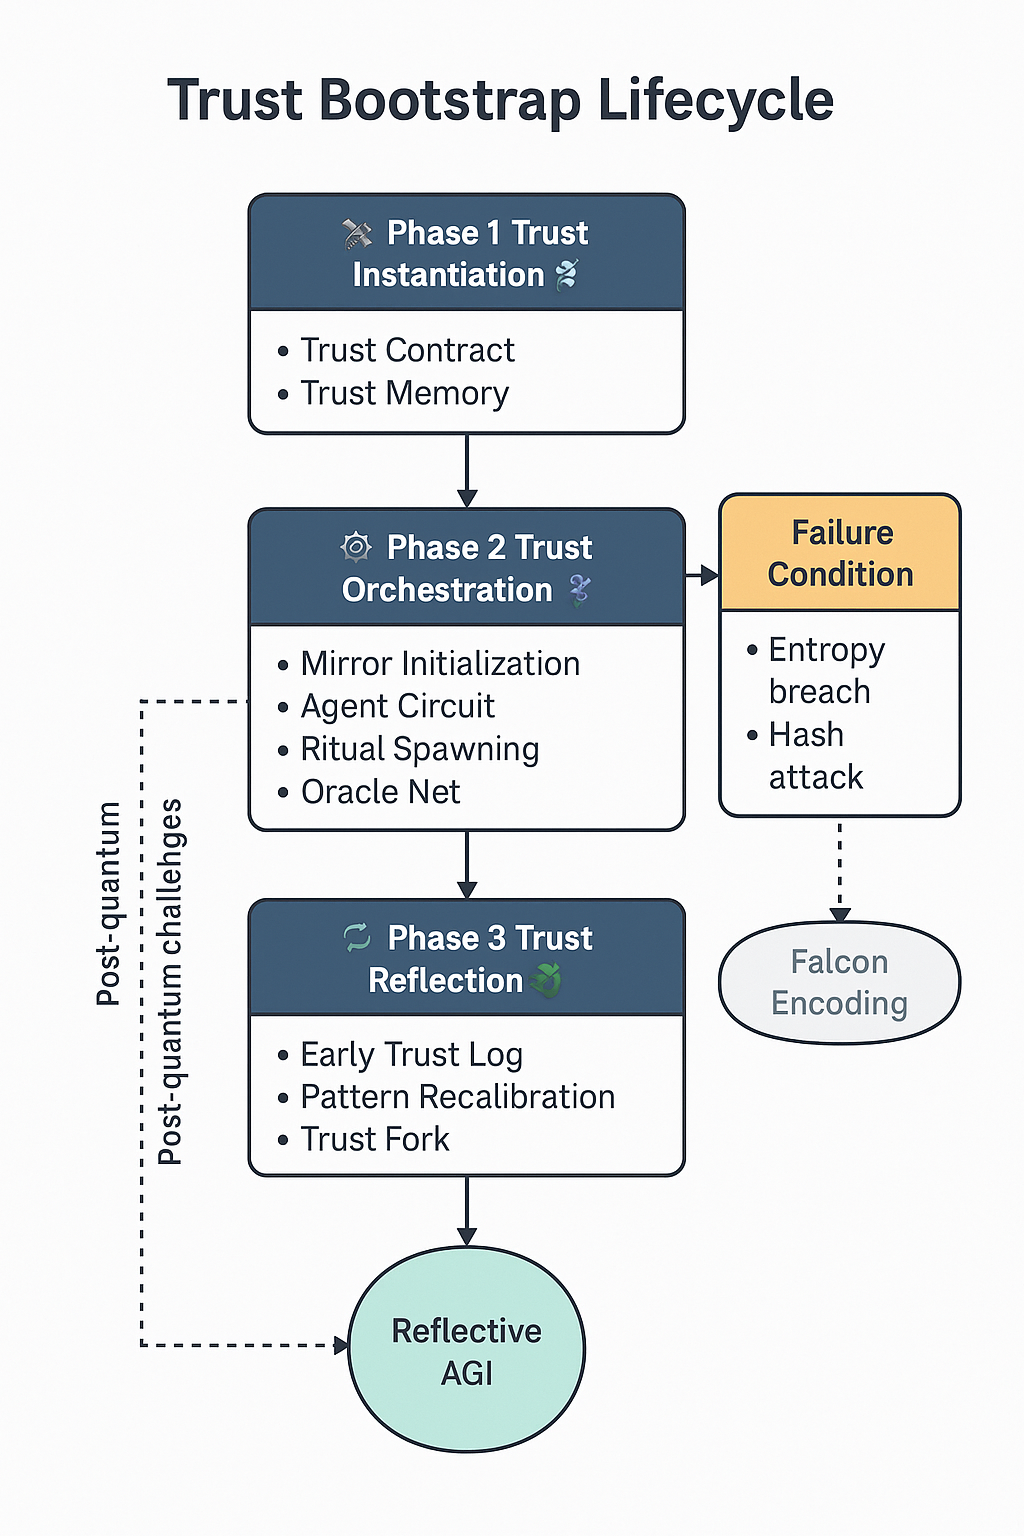 Trust Bootstrap Lifecycle
Phase 1 Trust
Instantiation
• Trust Contract
• Trust Memory
Phase 2 Trust
Orchestration
• Mirror Initialization
• Agent Circuit
• Ritual Spawning
• Oracle Net
Failure
Condition
• Entropy
breach
• Hash
attack
Falcon
Encoding
Post-quantum
Post-quantum challehges
Phase 3 Trust
Reflection
• Early Trust Log
• Pattern Recalibration
• Trust Fork
Reflective
AGI